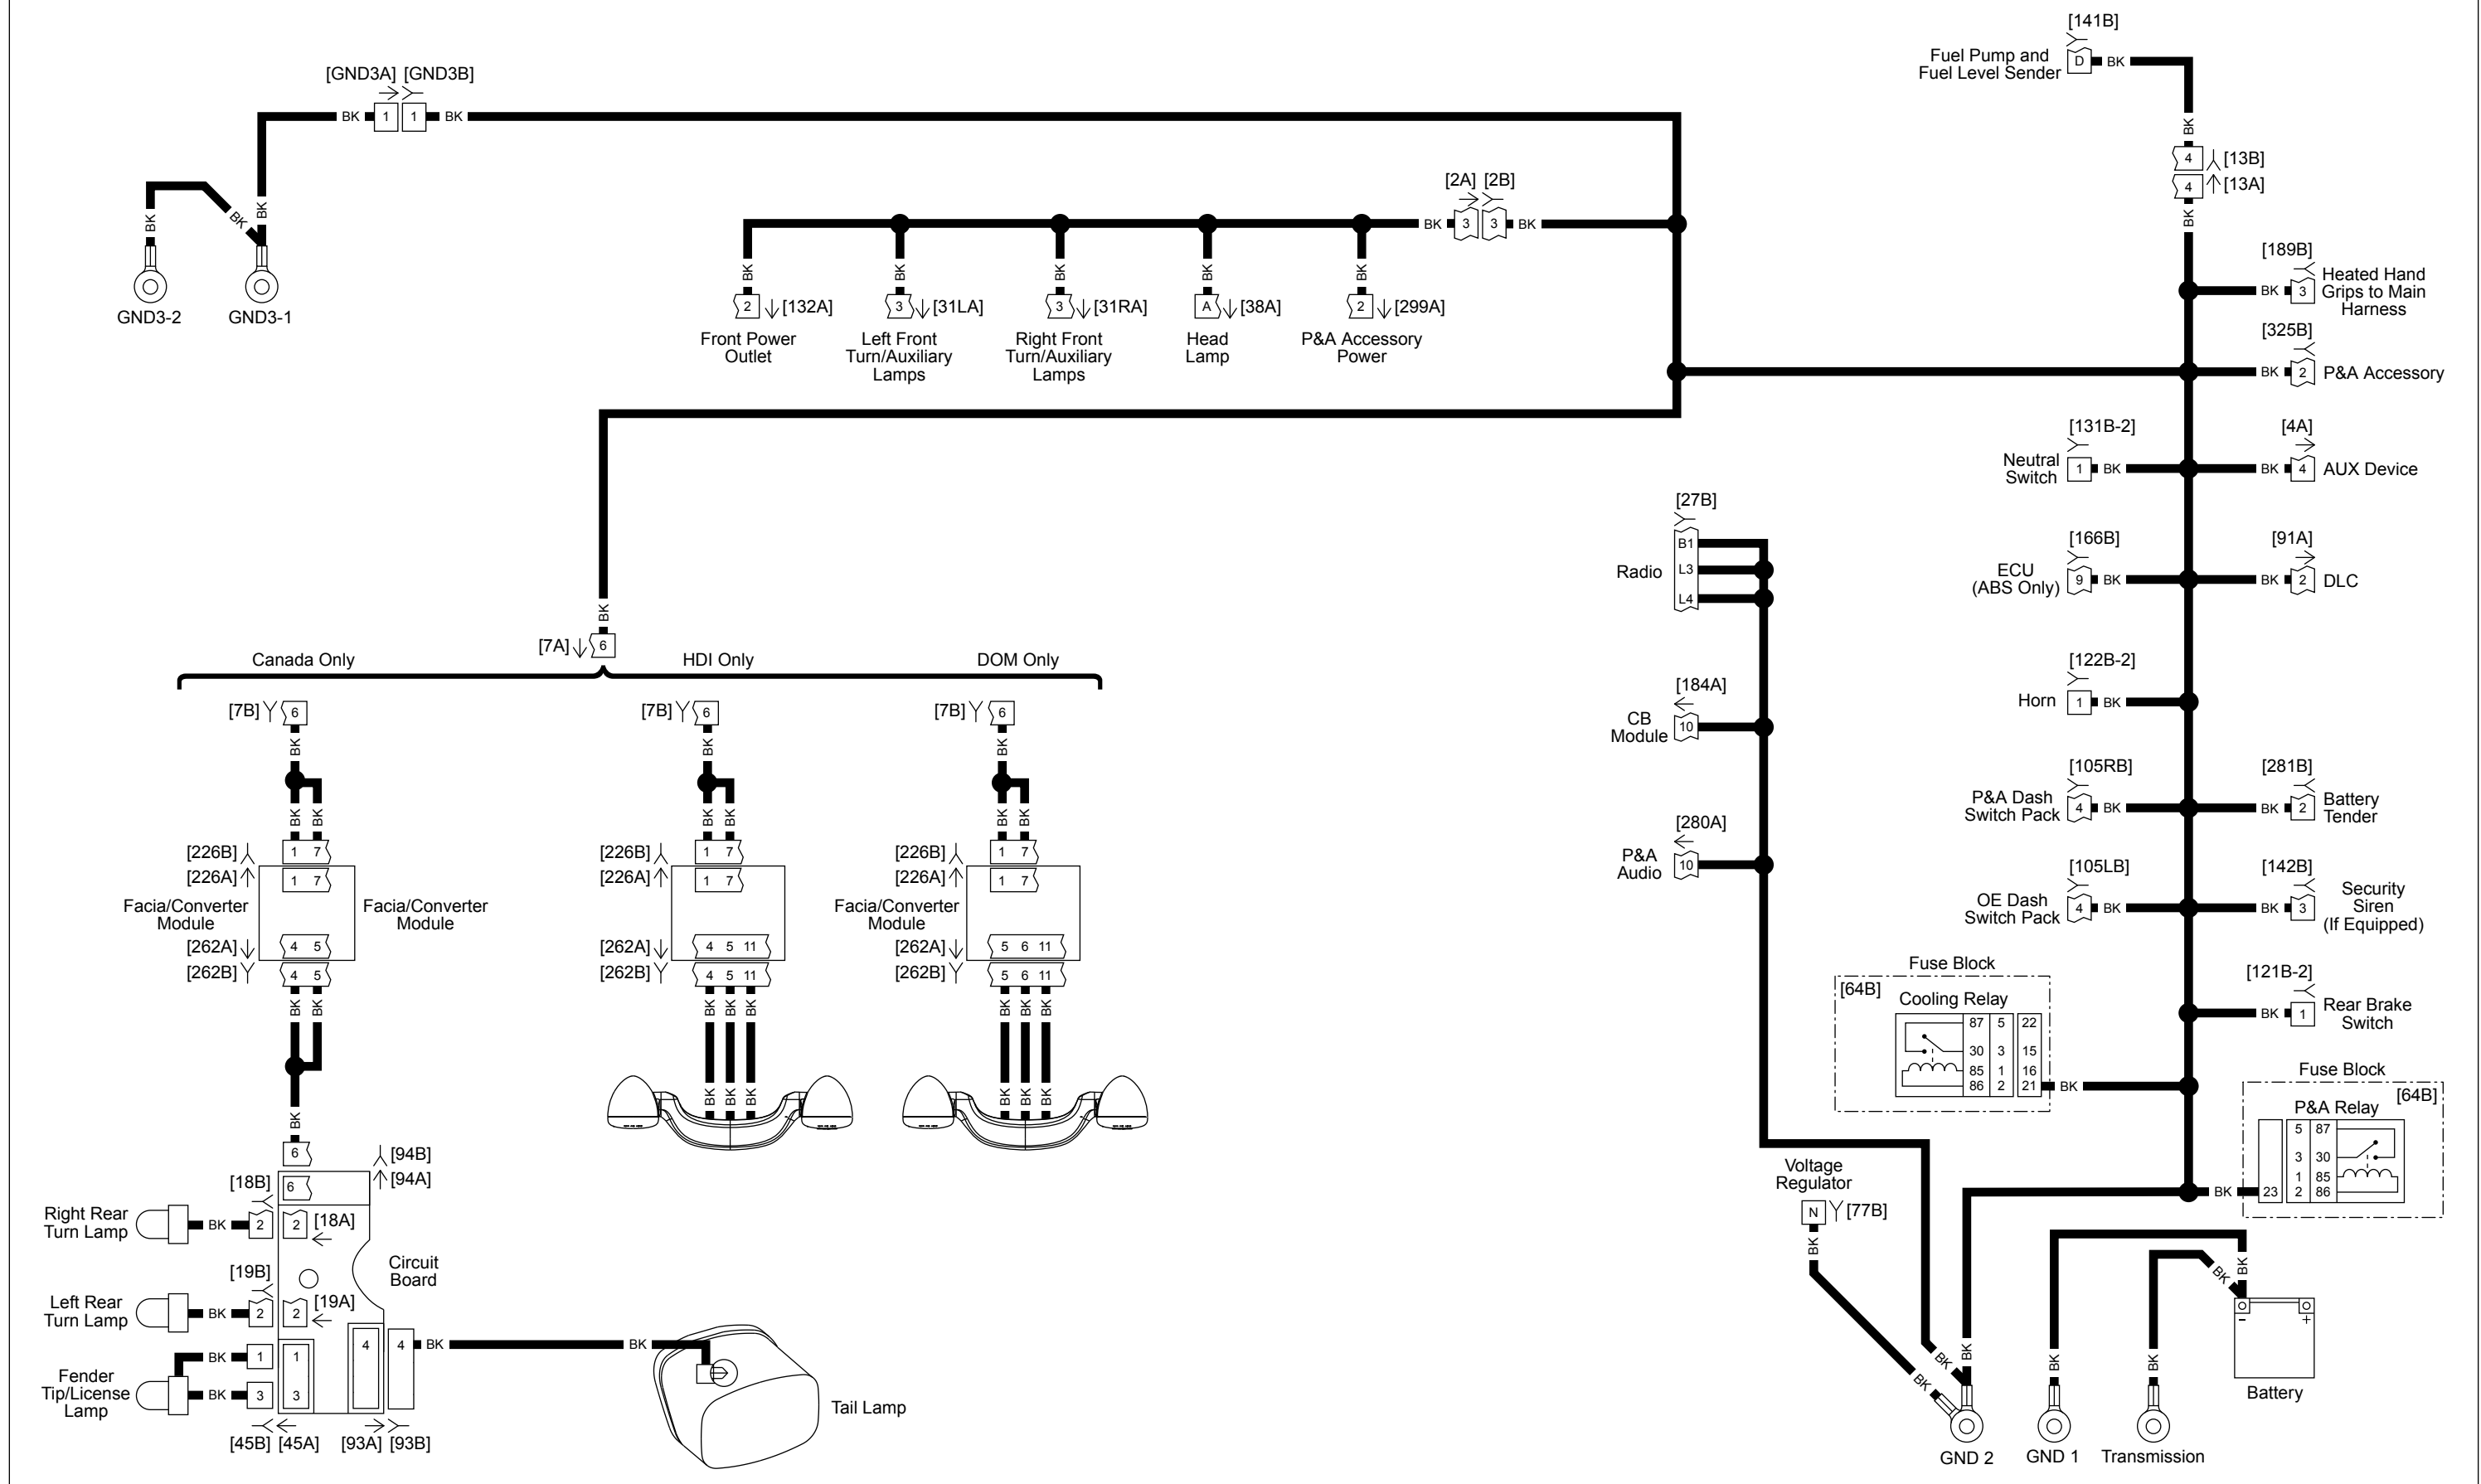 [141B]
Fuel Pump and
Fuel Level Sender
D
BK
BK
4
[13B]
4
[13A]
BK
[GND3A] [GND3B]
BK
1
1
BK
BK
BK
BK
GND3-2
GND3-1
[2A] [2B]
BK
3
3
BK
BK
BK
BK
BK
BK
2
[132A]
3
[31LA]
3
[31RA]
A
[38A]
2
[299A]
Front Power
Outlet
Left Front
Turn/Auxiliary
Lamps
Right Front
Turn/Auxiliary
Lamps
Head
Lamp
P&A Accessory
Power
[189B]
BK
3
Heated Hand
Grips to Main
Harness
[325B]
BK
2
P&A Accessory
[131B-2]
Neutral
Switch
1
BK
[4A]
BK
4
AUX Device
[166B]
ECU
(ABS Only)
9
BK
[91A]
BK
2
DLC
[122B-2]
Horn
1
BK
[105RB]
P&A Dash
Switch Pack
4
BK
[281B]
BK
2
Battery
Tender
[105LB]
OE Dash
Switch Pack
4
BK
[142B]
BK
3
Security
Siren
(If Equipped)
[121B-2]
BK
1
Rear Brake
Switch
[27B]
Radio
B1
L3
L4
[184A]
CB
Module
10
[280A]
P&A
Audio
10
Fuse Block
[64B]
Cooling Relay
87 5 22
30 3 15
85 1 16
86 2 21
BK
Fuse Block
[64B]
P&A Relay
5 87
3 30
1 85
BK
23 2 86
Voltage
Regulator
N
[77B]
BK
BK
BK
BK
GND 2
BK
BK
BK
BK
GND 1
Transmission
-
+
Battery
BK
[7A]
6
Canada Only
HDI Only
DOM Only
[7B]
6
BK
BK
BK
[226B]
1 7
[226A]
1 7
Facia/Converter
Module
Facia/Converter
Module
[262A]
4 5
[262B]
4 5
BK
BK
BK
6
[94B]
[94A]
6
[7B]
6
BK
BK
BK
[226B]
1 7
[226A]
1 7
[262A]
4 5 11
[262B]
4 5 11
BK
BK
BK
BK
BK
BK
[7B]
6
BK
BK
BK
[226B]
1 7
[226A]
1 7
Facia/Converter
Module
[262A]
5 6 11
[262B]
5 6 11
BK
BK
BK
BK
BK
BK
[18B]
Right Rear
Turn Lamp
BK
2
2
[18A]
Circuit
Board
[19B]
Left Rear
Turn Lamp
BK
2
2
[19A]
Fender
Tip/License
Lamp
BK
1
1
BK
3
3
4
4
BK
BK
Tail Lamp
[45B] [45A]
[93A] [93B]